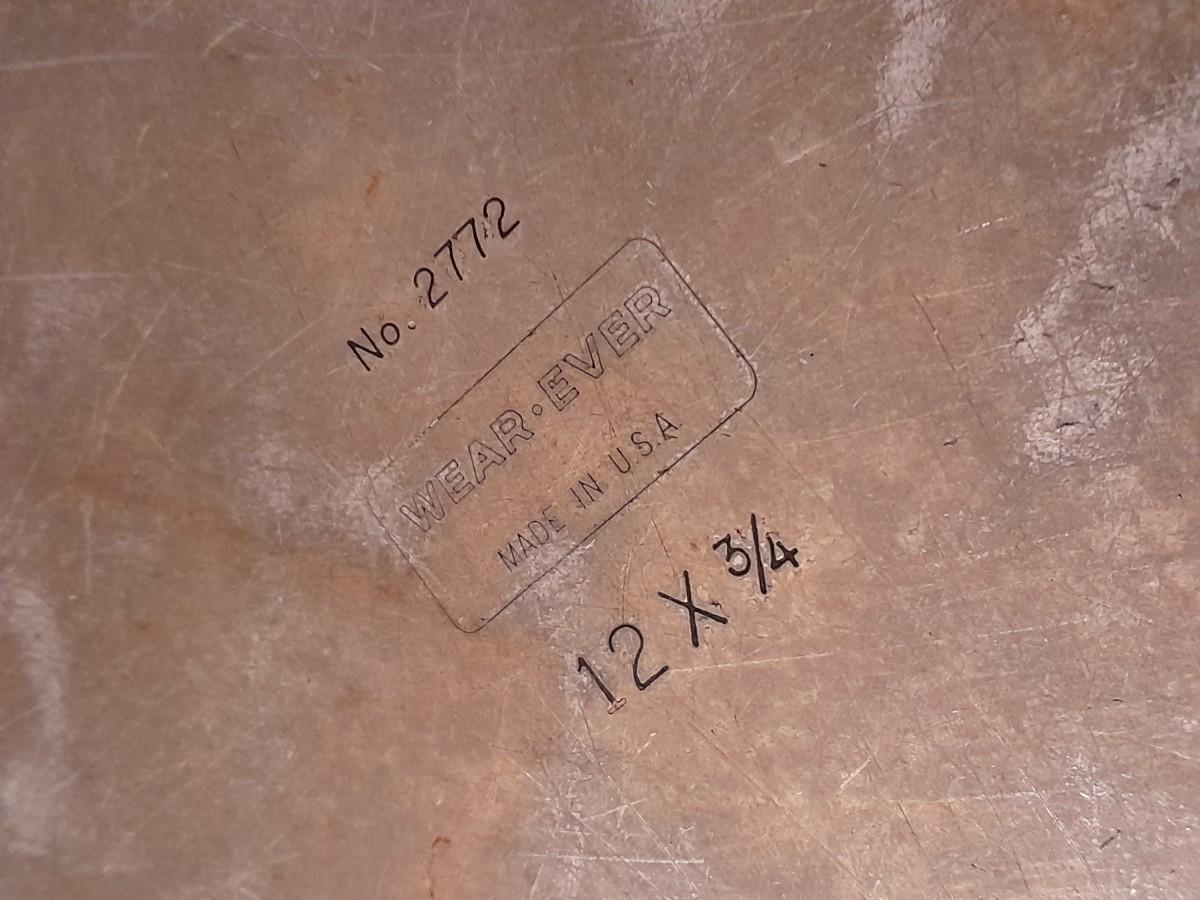 No. 2772
WEAR·EVER
MADE IN U.S.A
12 X 3/4